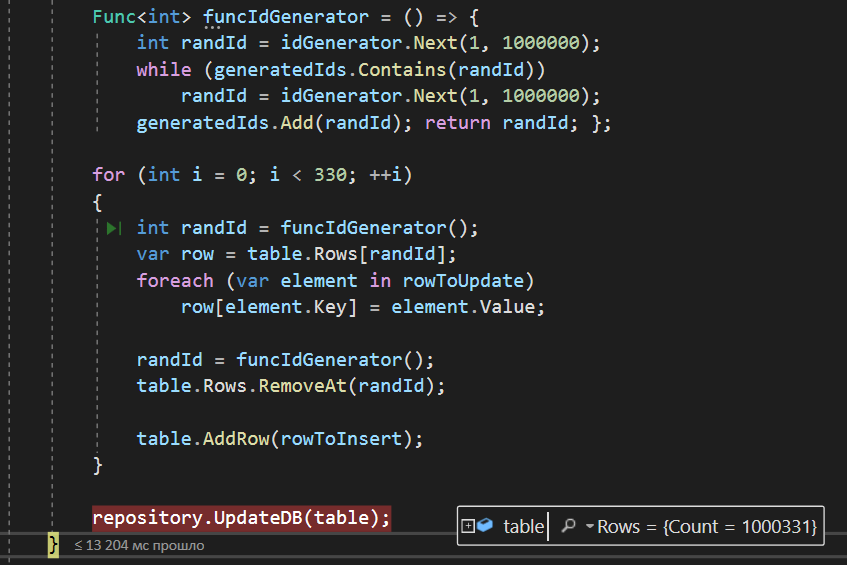 Func<int> funcIdGenerator = () => {
int randId = idGenerator.Next(1, 1000000);
while (generatedIds.Contains(randId))
randId = idGenerator.Next(1, 1000000);
generatedIds.Add(randId); return randId; };
for (int i = 0; i < 330; ++i)
{
int randId = funcIdGenerator();
var row = table.Rows[randId];
foreach (var element in rowToUpdate)
row[element.Key] = element.Value;
randId = funcIdGenerator();
table.Rows.RemoveAt(randId);
table.AddRow(rowToInsert);
}
repository.UpdateDB(table);
table Rows = {Count = 1000331}
} ≤ 13 204 мс прошло